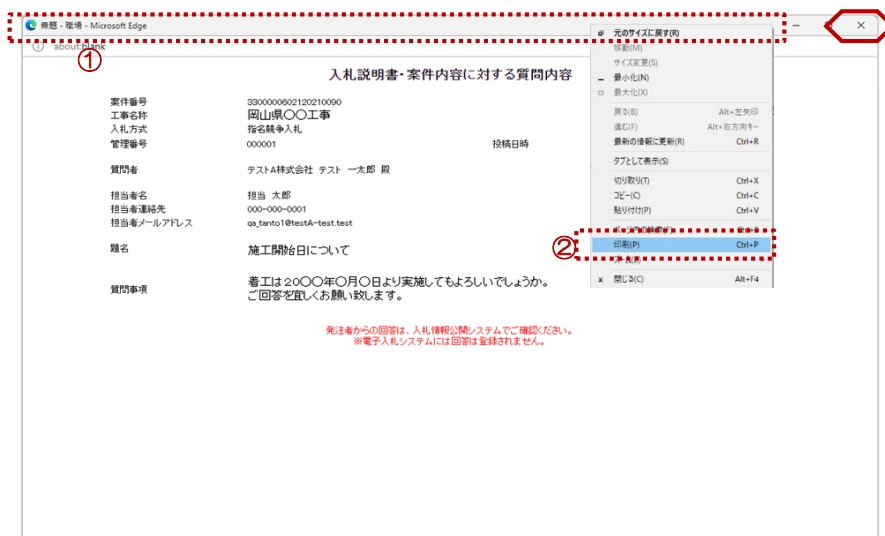 無題 - 職場 - Microsoft Edge
about:blank
①
入札説明書・案件内容に対する質問内容
案件番号 3300000602120210090
工事名称 岡山県〇〇工事
入札方式 指名競争入札
管理番号 000001 投稿日時
質問者 テストA株式会社 テスト 一太郎 殿
担当者名 担当 太郎
担当者連絡先 000-000-0001
担当者メールアドレス qa_tanto1@testA-test.test
題名 施工開始日について
質問事項 着工は20〇〇年〇月〇日より実施してもよろしいでしょうか。
ご回答を宜しくお願い致します。
発注者からの回答は、入札情報公開システムでご確認ください。
※電子入札システムには回答は登録されません。
元のサイズに戻す(R)
移動(M)
サイズ変更(S)
最小化(N)
最大化(X)
戻る(B) Alt+左矢印
進む(F) Alt+右方向キー
最新の情報に更新(R) Ctrl+R
タブとして表示(S)
切り取り(T) Ctrl+X
コピー(C) Ctrl+C
貼り付け(P) Ctrl+V
②
印刷(P) Ctrl+P
閉じる(C) Alt+F4